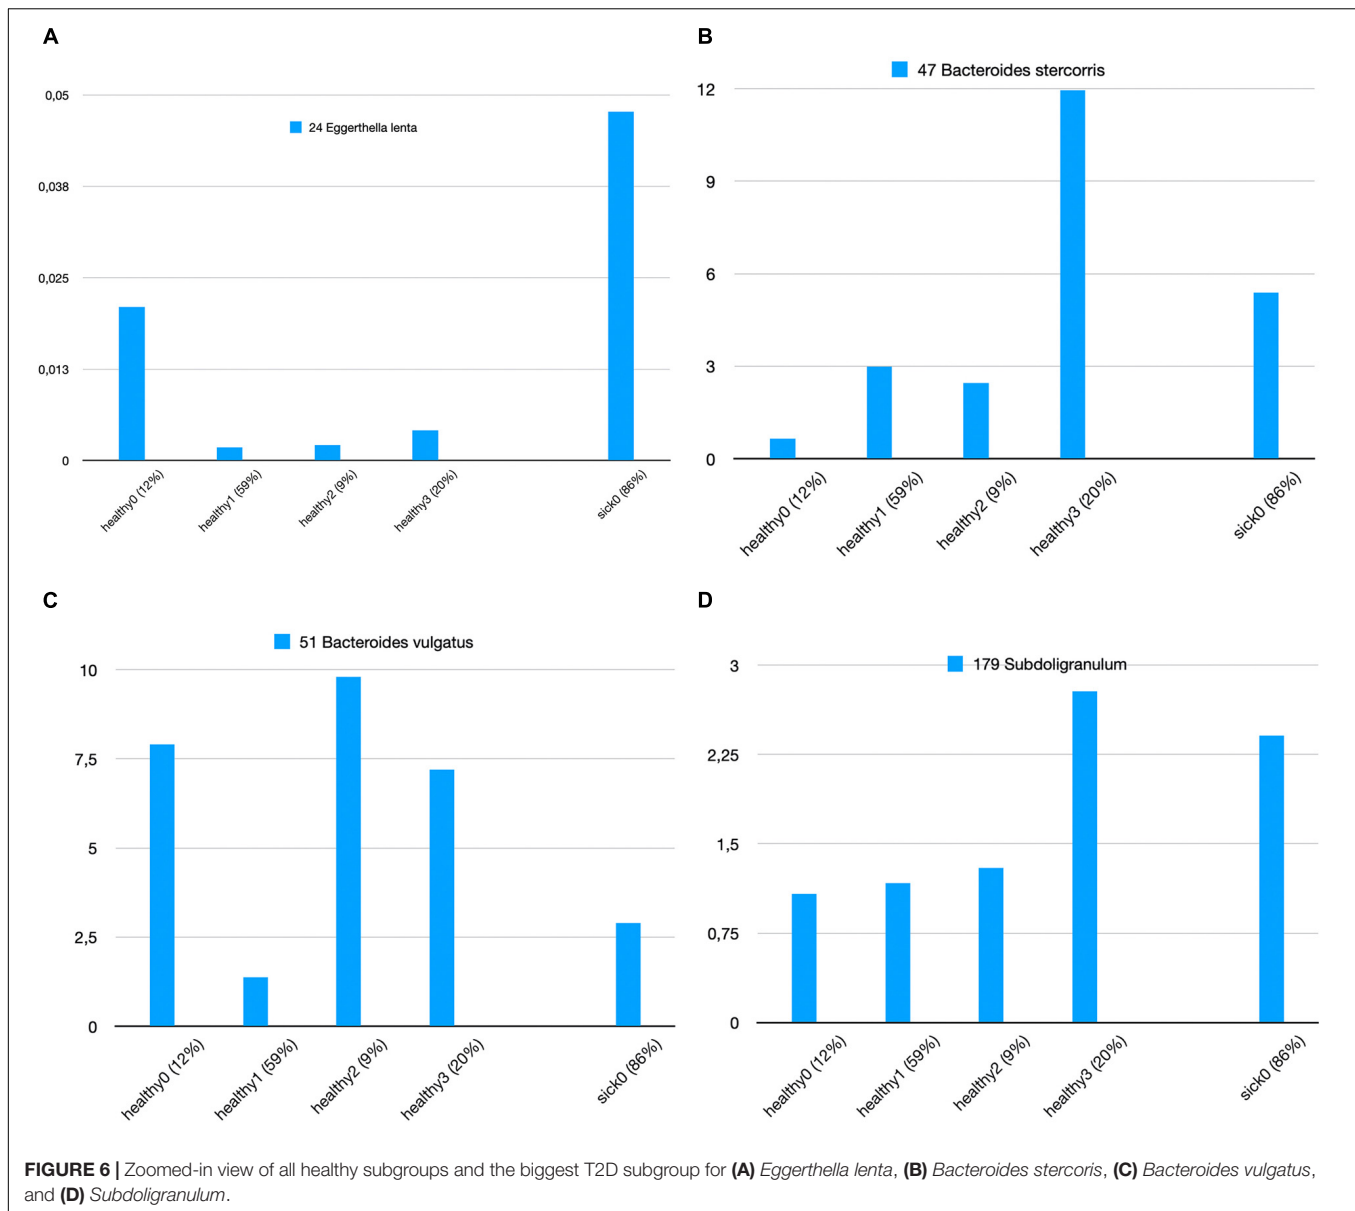 A
24 Eggerthella lenta
0,05
0,038
0,025
0,013
0
healthy0 (12%)
healthy1 (59%)
healthy2 (9%)
healthy3 (20%)
sick0 (86%)
B
47 Bacteroides stercorris
12
9
6
3
0
healthy0 (12%)
healthy1 (59%)
healthy2 (9%)
healthy3 (20%)
sick0 (86%)
C
51 Bacteroides vulgatus
10
7,5
5
2,5
0
healthy0 (12%)
healthy1 (59%)
healthy2 (9%)
healthy3 (20%)
sick0 (86%)
D
179 Subdoligranulum
3
2,25
1,5
0,75
0
healthy0 (12%)
healthy1 (59%)
healthy2 (9%)
healthy3 (20%)
sick0 (86%)
FIGURE 6 | Zoomed-in view of all healthy subgroups and the biggest T2D subgroup for (A) Eggerthella lenta, (B) Bacteroides stercoris, (C) Bacteroides vulgatus,
and (D) Subdoligranulum.